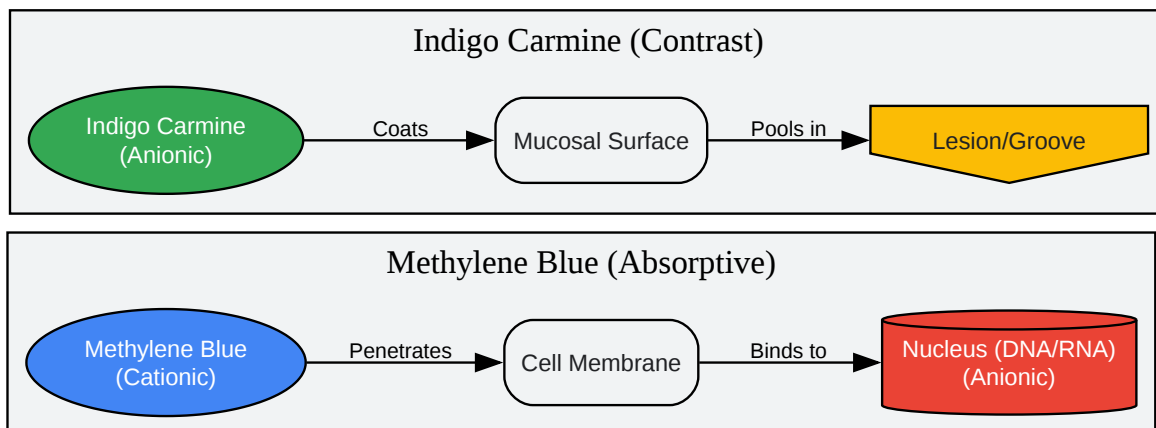 Indigo Carmine (Contrast)
Indigo Carmine
(Anionic)
Coats
Mucosal Surface
Pools in
Lesion/Groove
Methylene Blue (Absorptive)
Methylene Blue
(Cationic)
Penetrates
Cell Membrane
Binds to
Nucleus (DNA/RNA)
(Anionic)